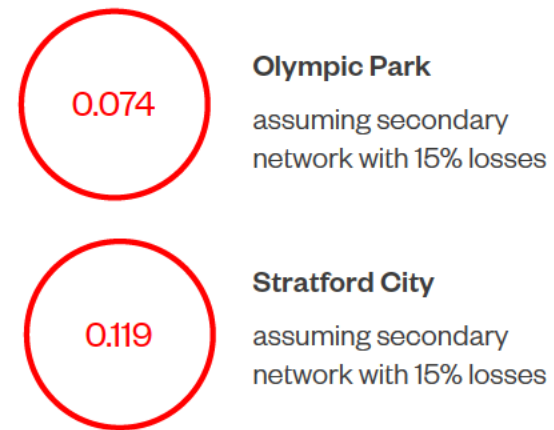 0.074
Olympic Park
assuming secondary
network with 15% losses
0.119
Stratford City
assuming secondary
network with 15% losses